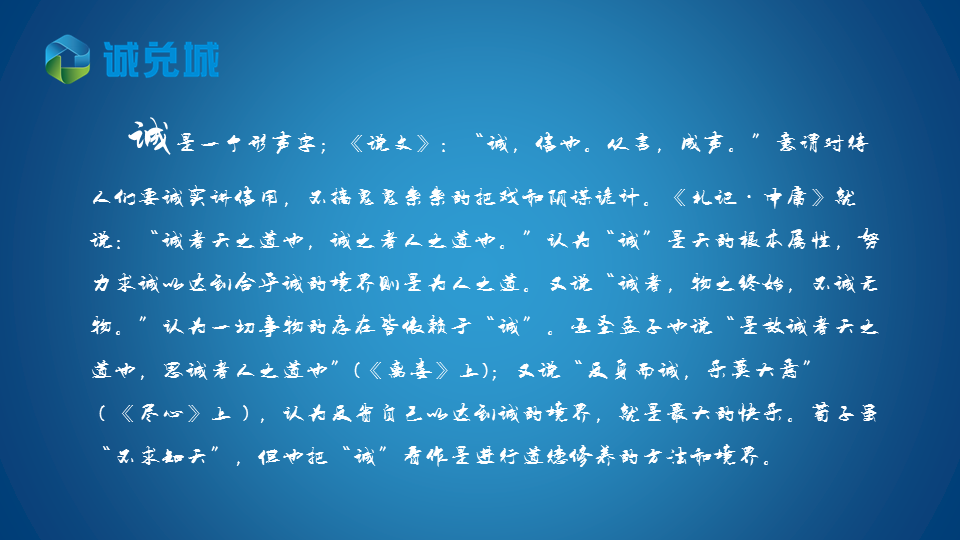 诚兑城
诚是一个形声字；《说文》：“诚，信也。从言，成声。”意谓对待
人们要诚实讲信用，不搞鬼鬼祟祟的把戏和阴谋诡计。《礼记·中庸》就
说：“诚者天之道也，诚之者人之道也。”认为“诚”是天的根本属性，努
力求诚以达到合乎诚的境界则是为人之道。又说“诚者，物之终始，不诚无
物。”认为一切事物的存在皆依赖于“诚”。亚圣孟子也说“是故诚者天之
道也，思诚者人之道也”(《离娄》上)；又说“反身而诚，乐莫大焉”
（《尽心》上），认为反省自己以达到诚的境界，就是最大的快乐。荀子虽
“不求知天”，但也把“诚”看作是进行道德修养的方法和境界。